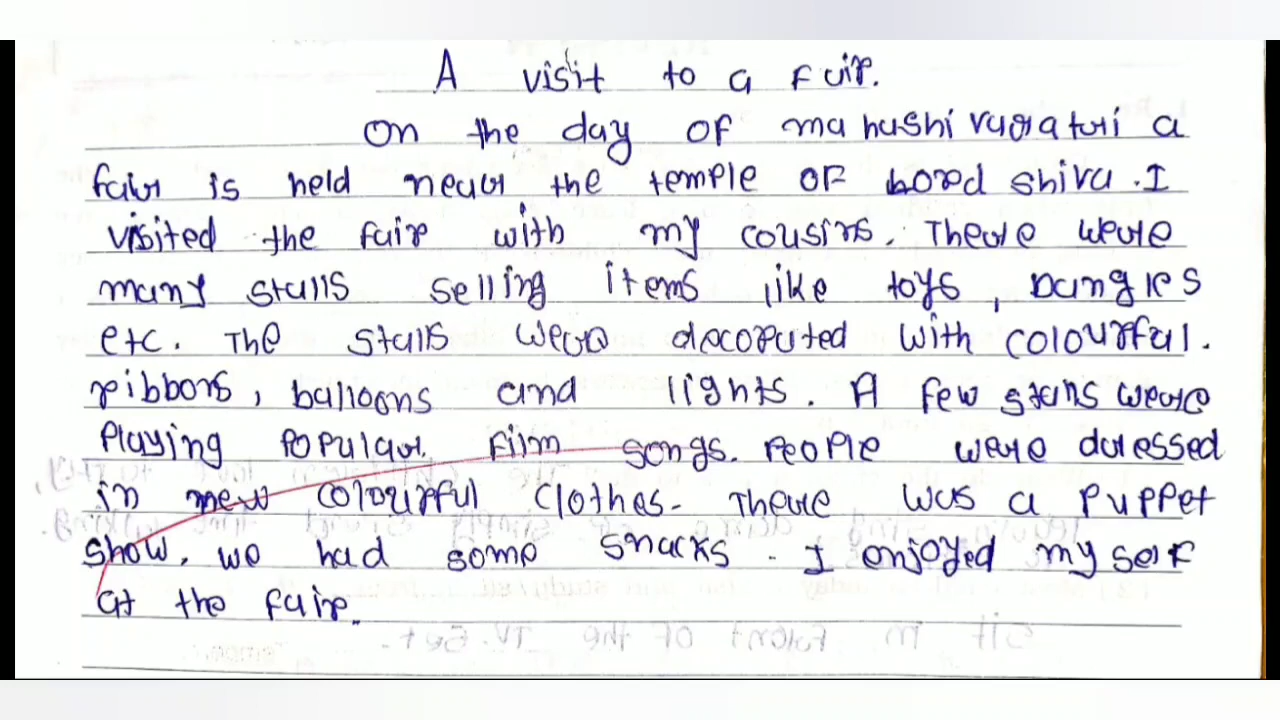 A visit to a fair.
On the day of mahashivaratri a
fair is held near the temple of Lord shiva. I
visited the fair with my cousins. There were
many stalls selling items like toys, bangles
etc. The stalls were decorated with colourful.
ribbons, balloons and lights. A few stalls were
playing popular film songs. People were dressed
in new colourful clothes- There was a puppet
show. we had some snacks. I enjoyed my self
at the fair.